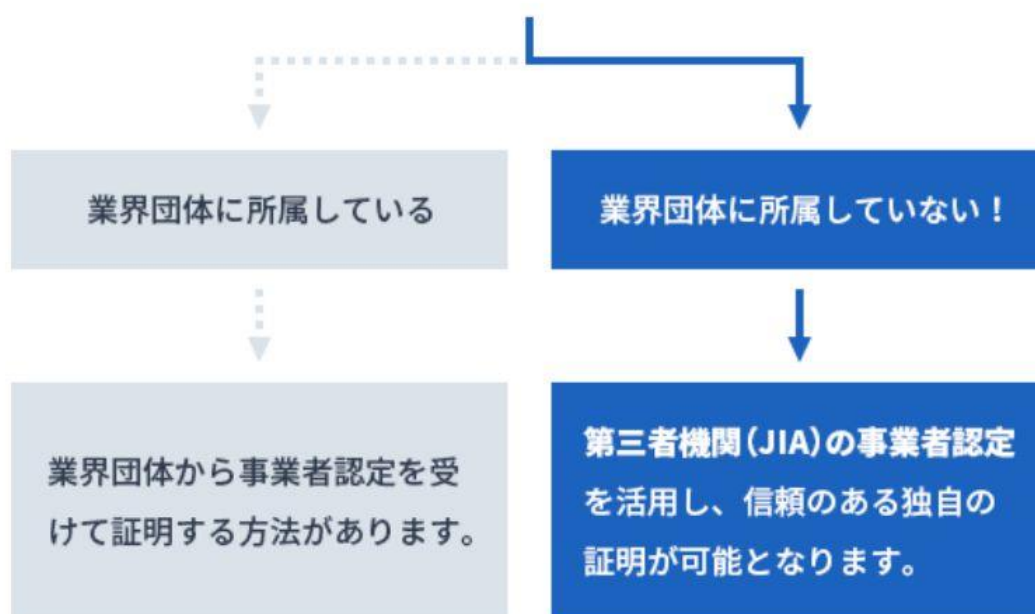 業界団体に所属している
業界団体に所属していない！
業界団体から事業者認定を受
けて証明する方法があります。
第三者機関（JIA）の事業者認定
を活用し、信頼のある独自の
証明が可能となります。